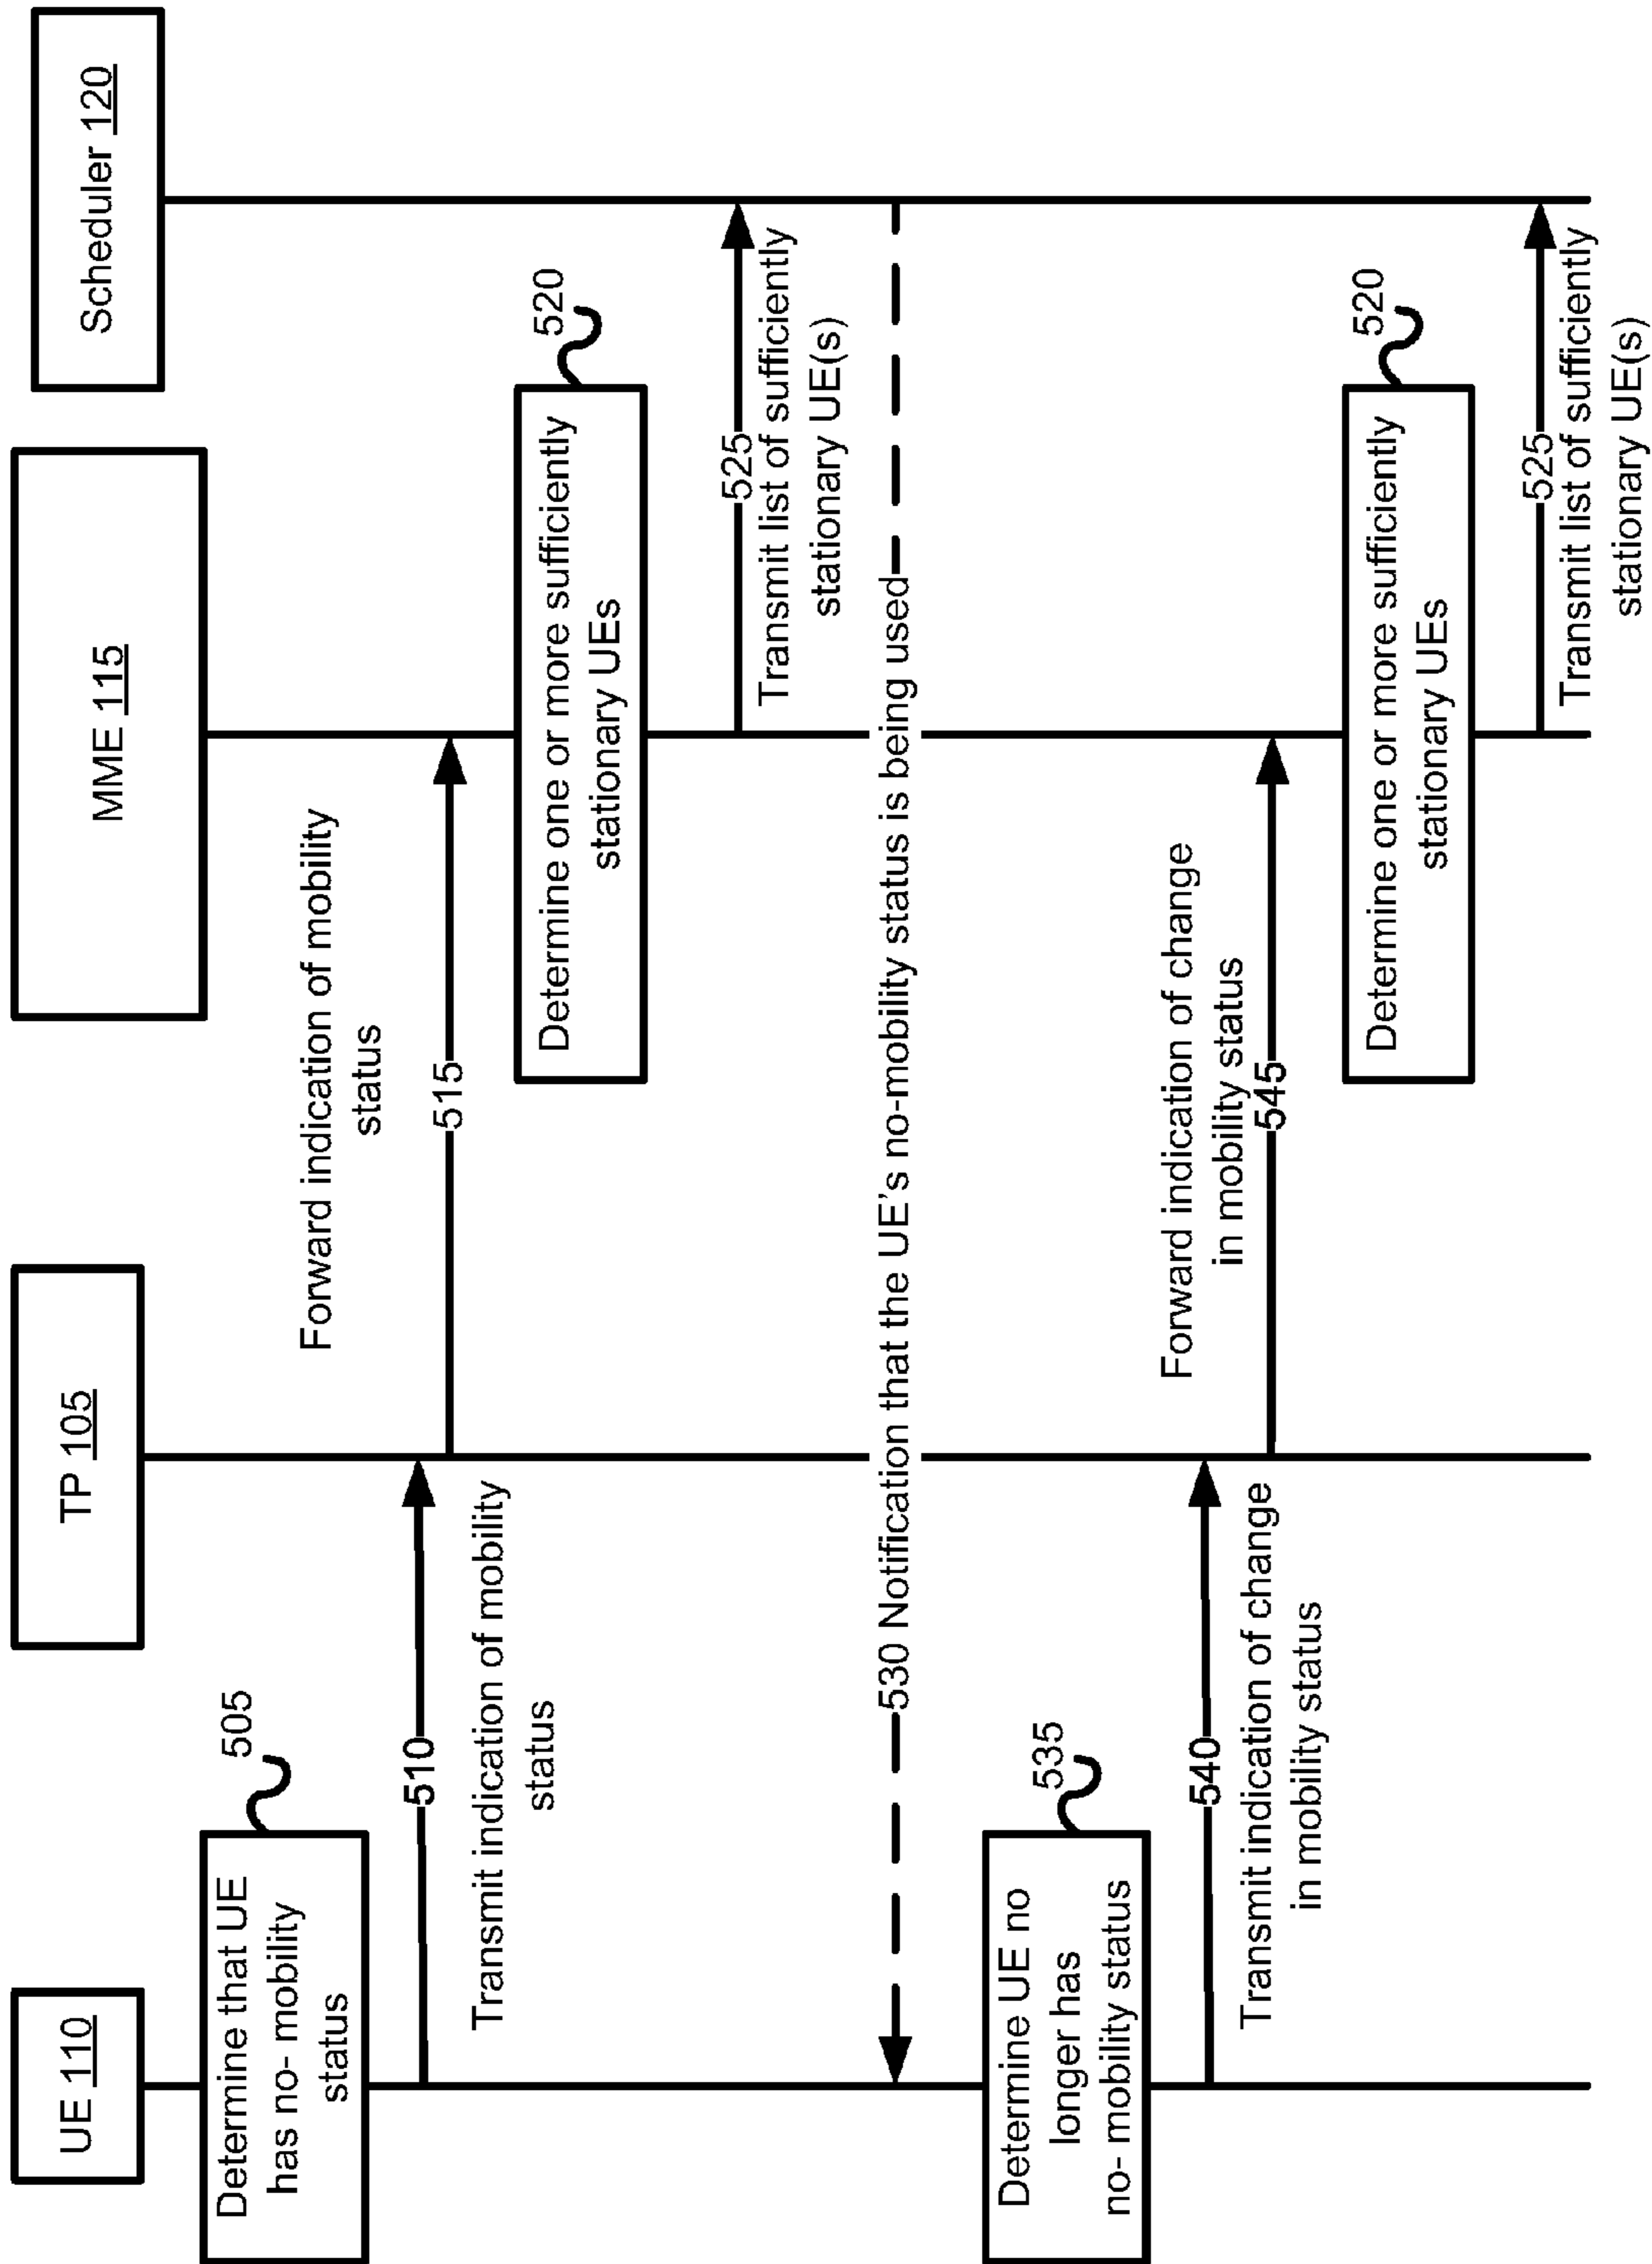 UE 110
TP 105
MME 115
Scheduler 120
Determine that UE
has no- mobility
status
505
510
Transmit indication of mobility
status
Forward indication of mobility
status
515
Determine one or more sufficiently
stationary UEs
520
525
Transmit list of sufficiently
stationary UE(s)
530 Notification that the UE's no-mobility status is being used
Determine UE no
longer has
no- mobility status
535
540
Transmit indication of change
in mobility status
Forward indication of change
in mobility status
545
Determine one or more sufficiently
stationary UEs
520
525
Transmit list of sufficiently
stationary UE(s)